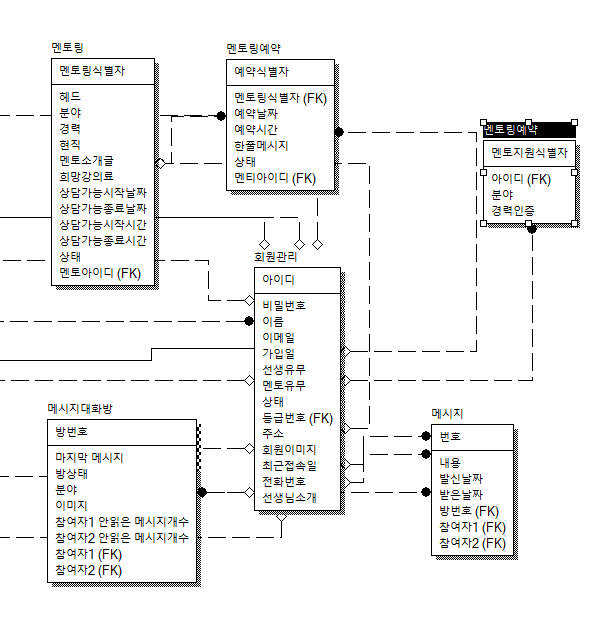 멘토링
멘토링식별자
헤드
분야
경력
현직
멘토소개글
희망강의료
상담가능시작날짜
상담가능종료날짜
상담가능시작시간
상담가능종료시간
상태
멘토아이디 (FK)
멘토링예약
예약식별자
멘토링식별자 (FK)
예약날짜
예약시간
한줄메시지
상태
멘티아이디 (FK)
멘토링예약
멘토지원식별자
아이디 (FK)
분야
경력인증
회원관리
아이디
비밀번호
이름
이메일
가입일
선생유무
멘토유무
상태
등급번호 (FK)
주소
회원이미지
최근접속일
전화번호
선생님소개
메시지대화방
방번호
마지막 메시지
방상태
분야
이미지
참여자1 안읽은 메시지개수
참여자2 안읽은 메시지개수
참여자1 (FK)
참여자2 (FK)
메시지
번호
내용
발신날짜
받은날짜
방번호 (FK)
참여자1 (FK)
참여자2 (FK)